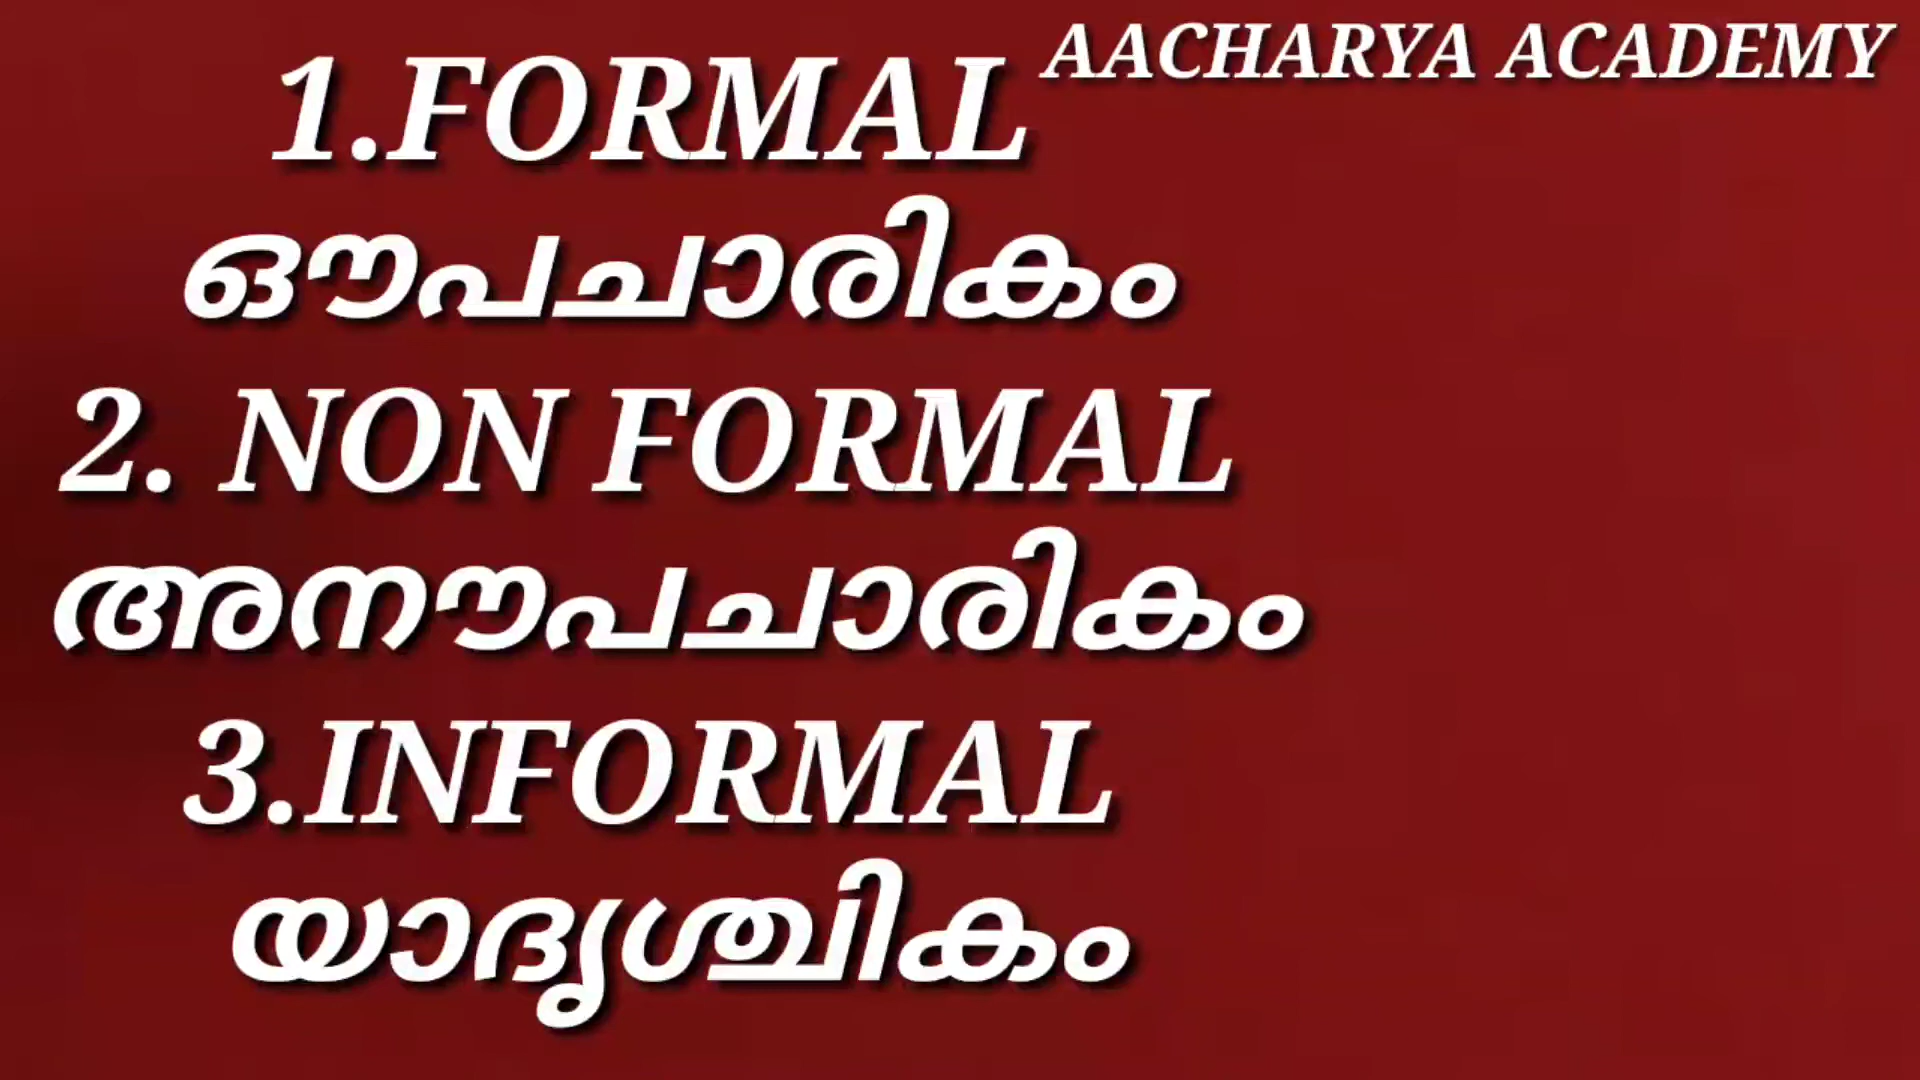 AACHARYA ACADEMY
1.FORMAL
ഔപചാരികം
2. NON FORMAL
അനൗപചാരികം
3.INFORMAL
യാദൃശ്ചികം